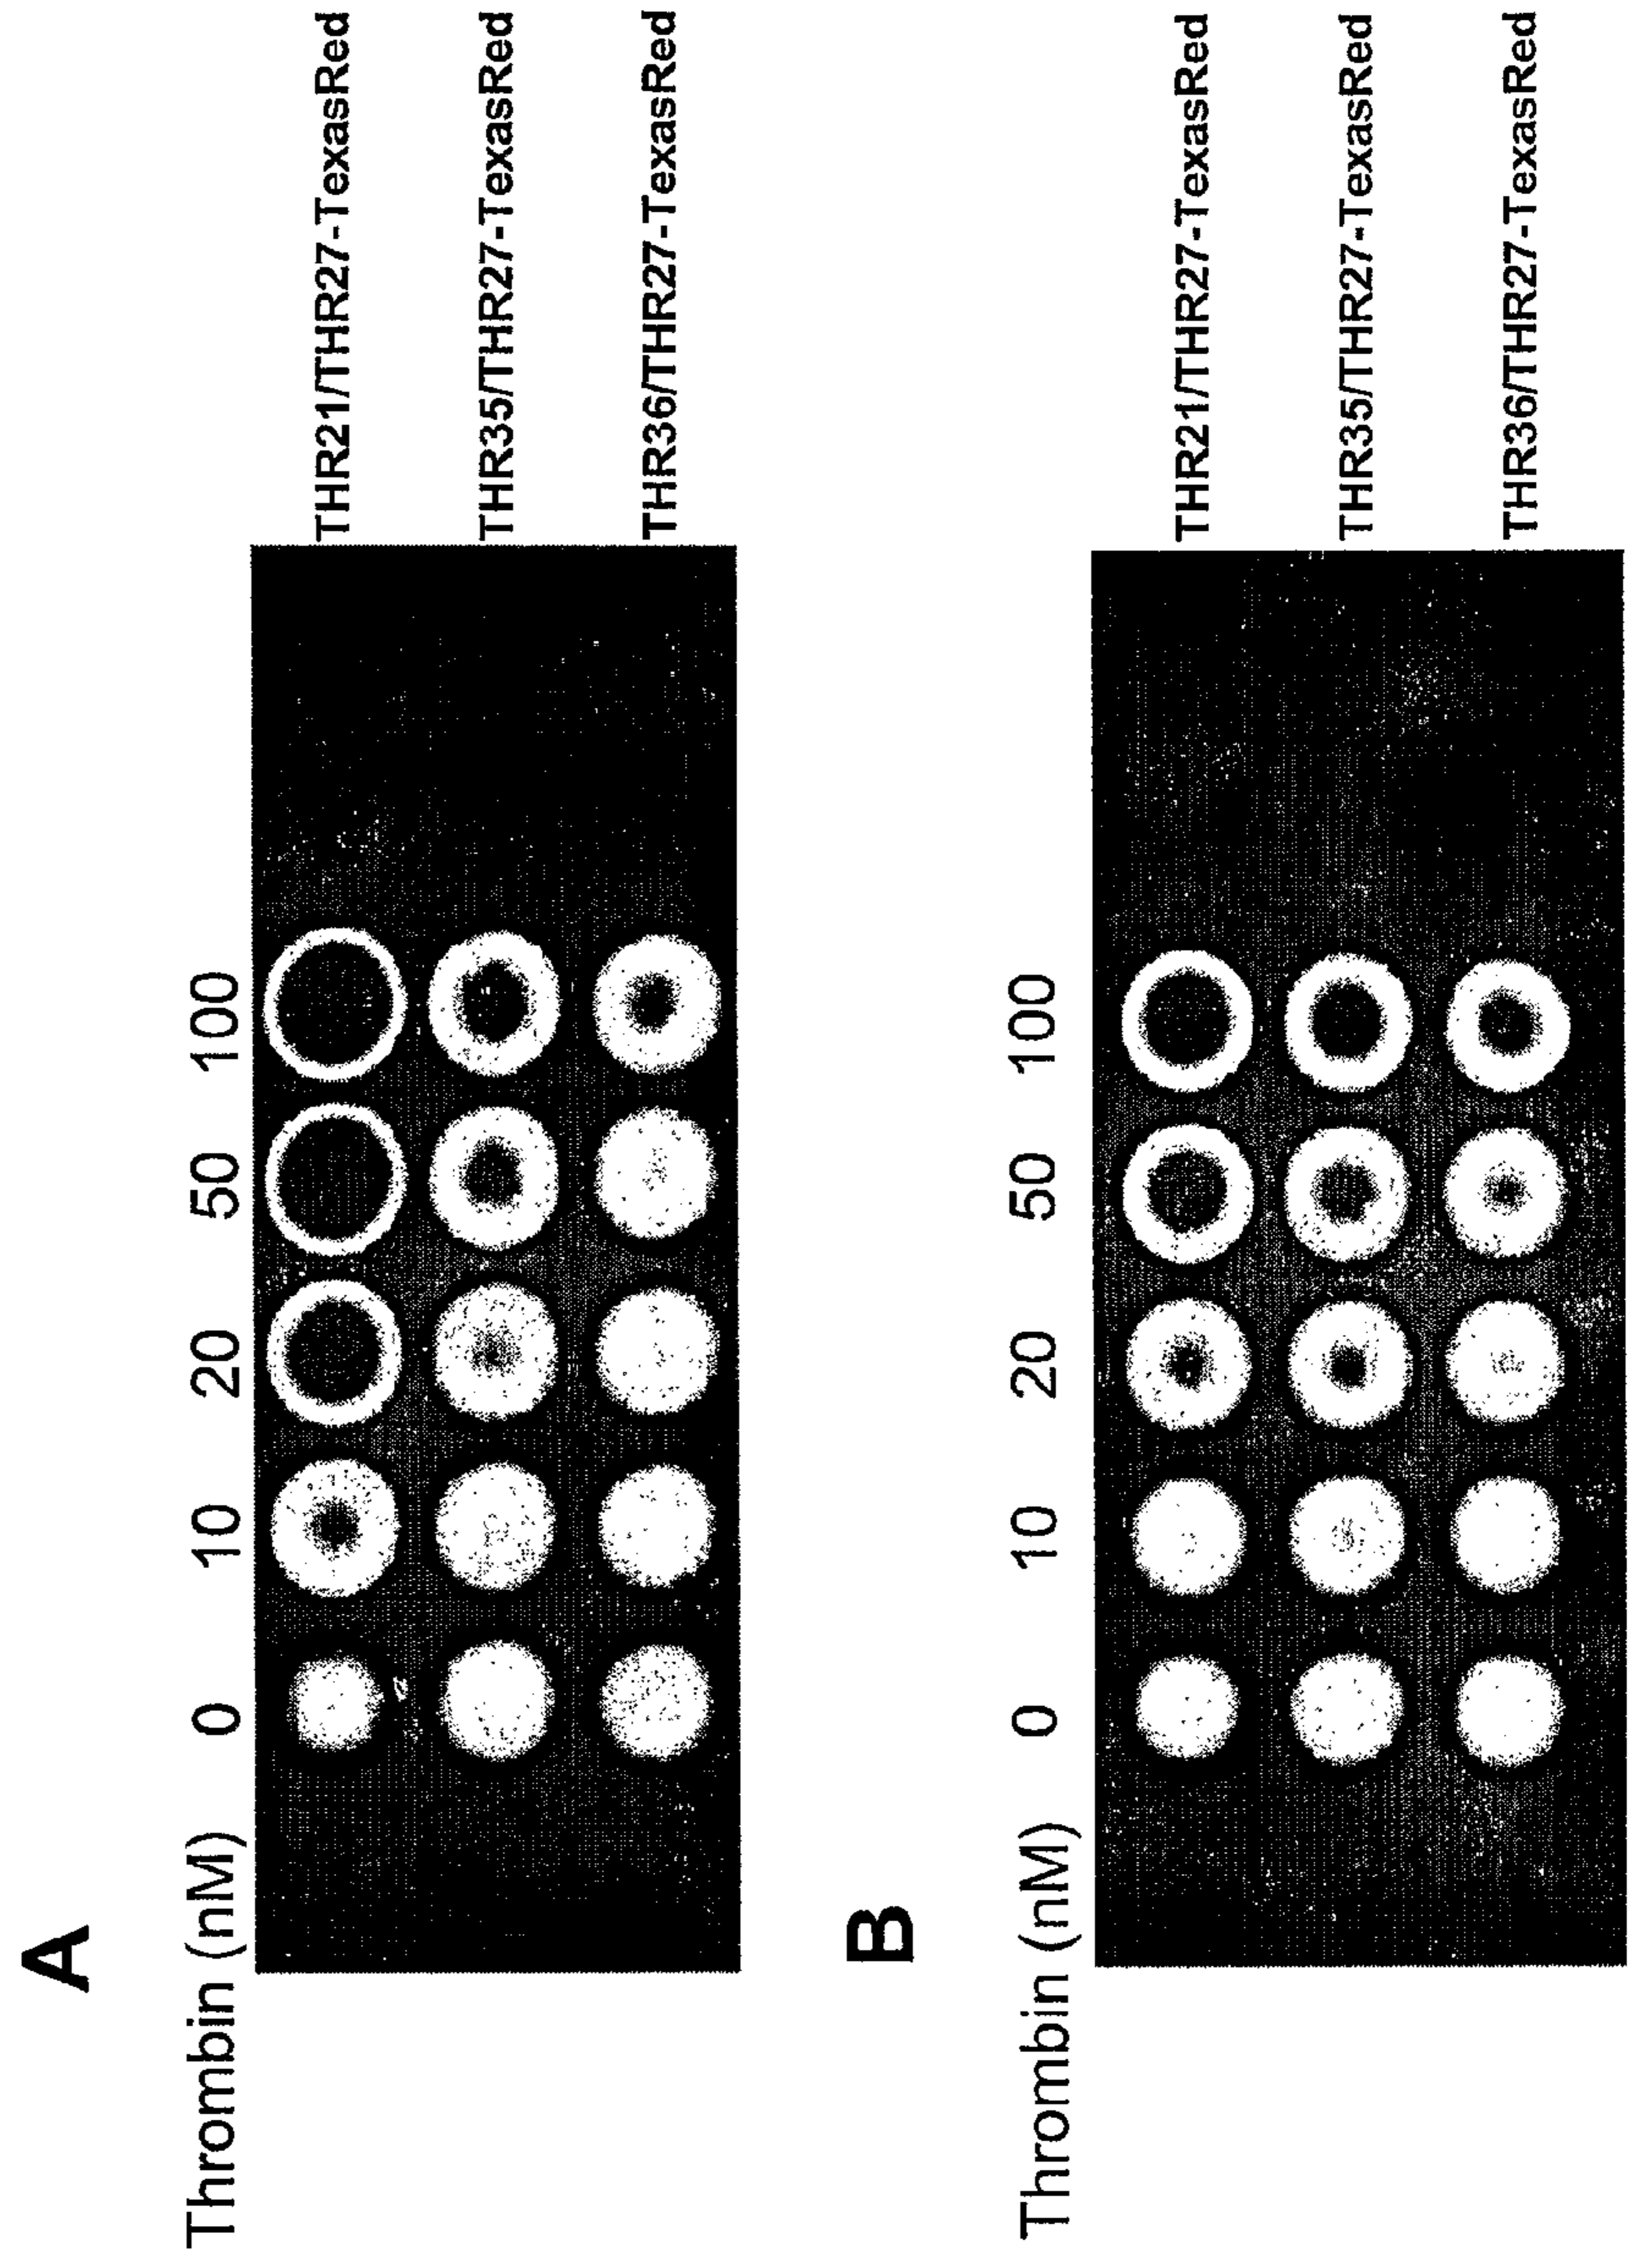 A
Thrombin (nM) 0 10 20 50 100
THR21/THR27-TexasRed
THR35/THR27-TexasRed
THR36/THR27-TexasRed
B
Thrombin (nM) 0 10 20 50 100
THR21/THR27-TexasRed
THR35/THR27-TexasRed
THR36/THR27-TexasRed